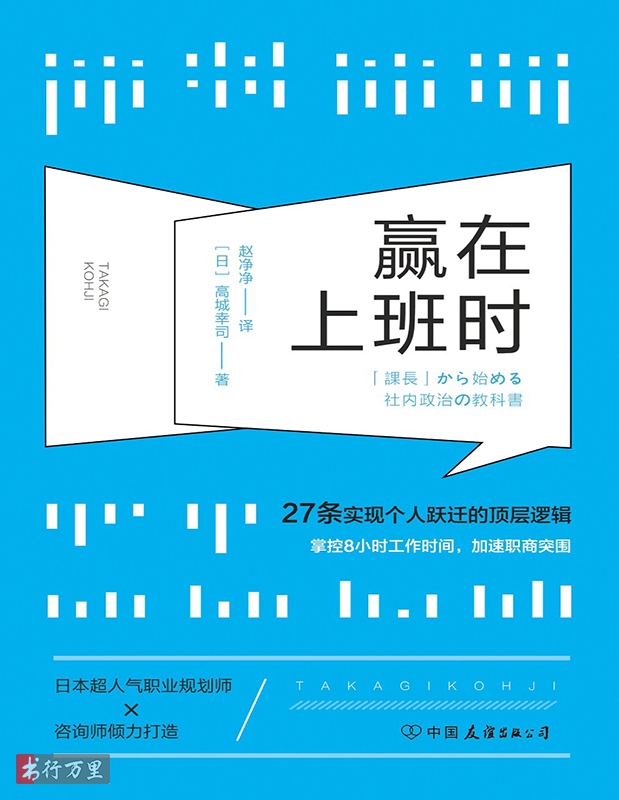 赢在
上班时
「課長」から始める
社内政治の教科書
[日]高城幸司——著
赵净净——译
TAKAGI
KOHJI
27条实现个人跃迁的顶层逻辑
掌控8小时工作时间，加速职商突围
日本超人气职业规划师
×
咨询师倾力打造
TAKAGIKOHJI
中国友谊出版公司
书行万里